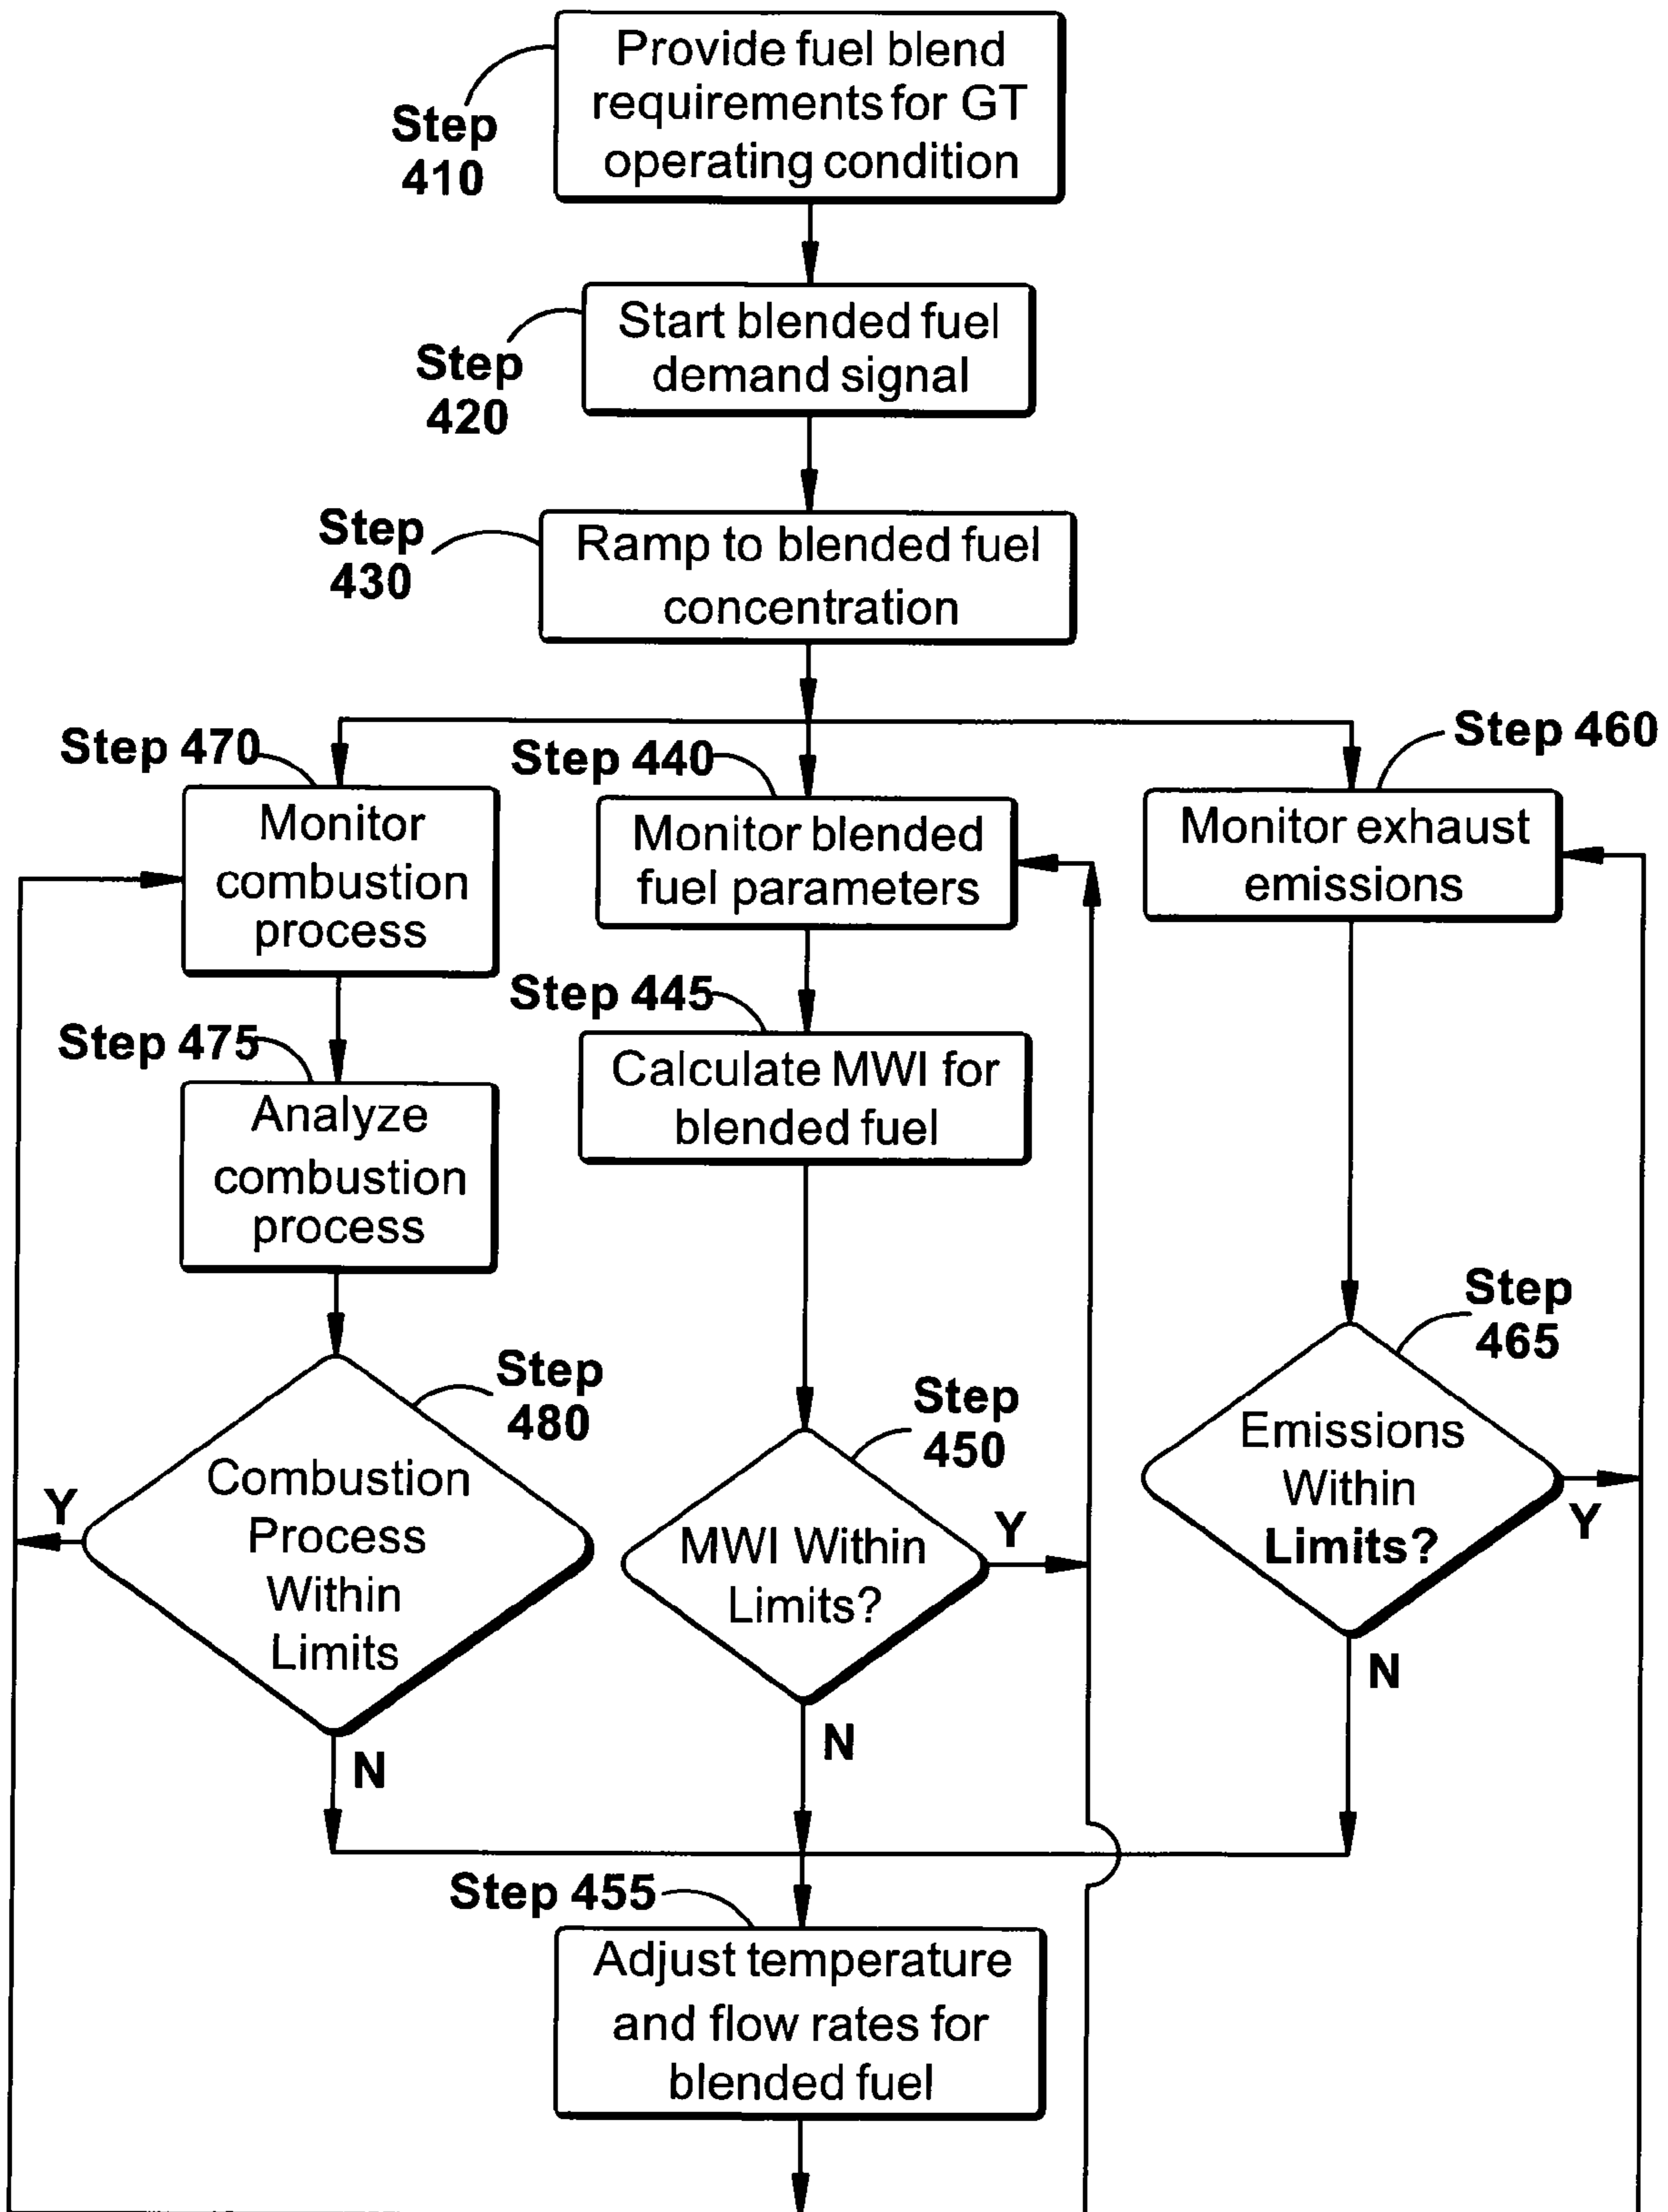 Provide fuel blend
requirements for GT
operating condition
Step
410
Start blended fuel
demand signal
Step
420
Step
430
Ramp to blended fuel
concentration
Step 470
Step 440
Step 460
Monitor
combustion
process
Monitor blended
fuel parameters
Monitor exhaust
emissions
Step 475
Step 445
Analyze
combustion
process
Calculate MWI for
blended fuel
Step
480
Step
450
Step
465
Combustion
Process
Within
Limits
Y
N
MWI Within
Limits?
Y
N
Emissions
Within
Limits?
Y
N
Step 455
Adjust temperature
and flow rates for
blended fuel